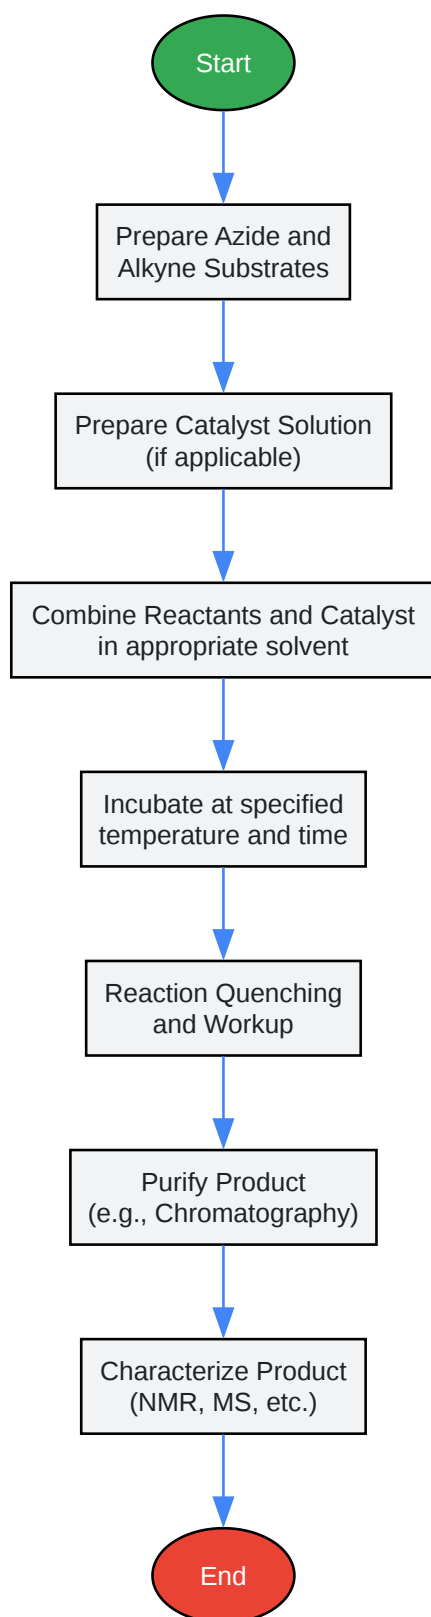 Start
Prepare Azide and
Alkyne Substrates
Prepare Catalyst Solution
(if applicable)
Combine Reactants and Catalyst
in appropriate solvent
Incubate at specified
temperature and time
Reaction Quenching
and Workup
Purify Product
(e.g., Chromatography)
Characterize Product
(NMR, MS, etc.)
End